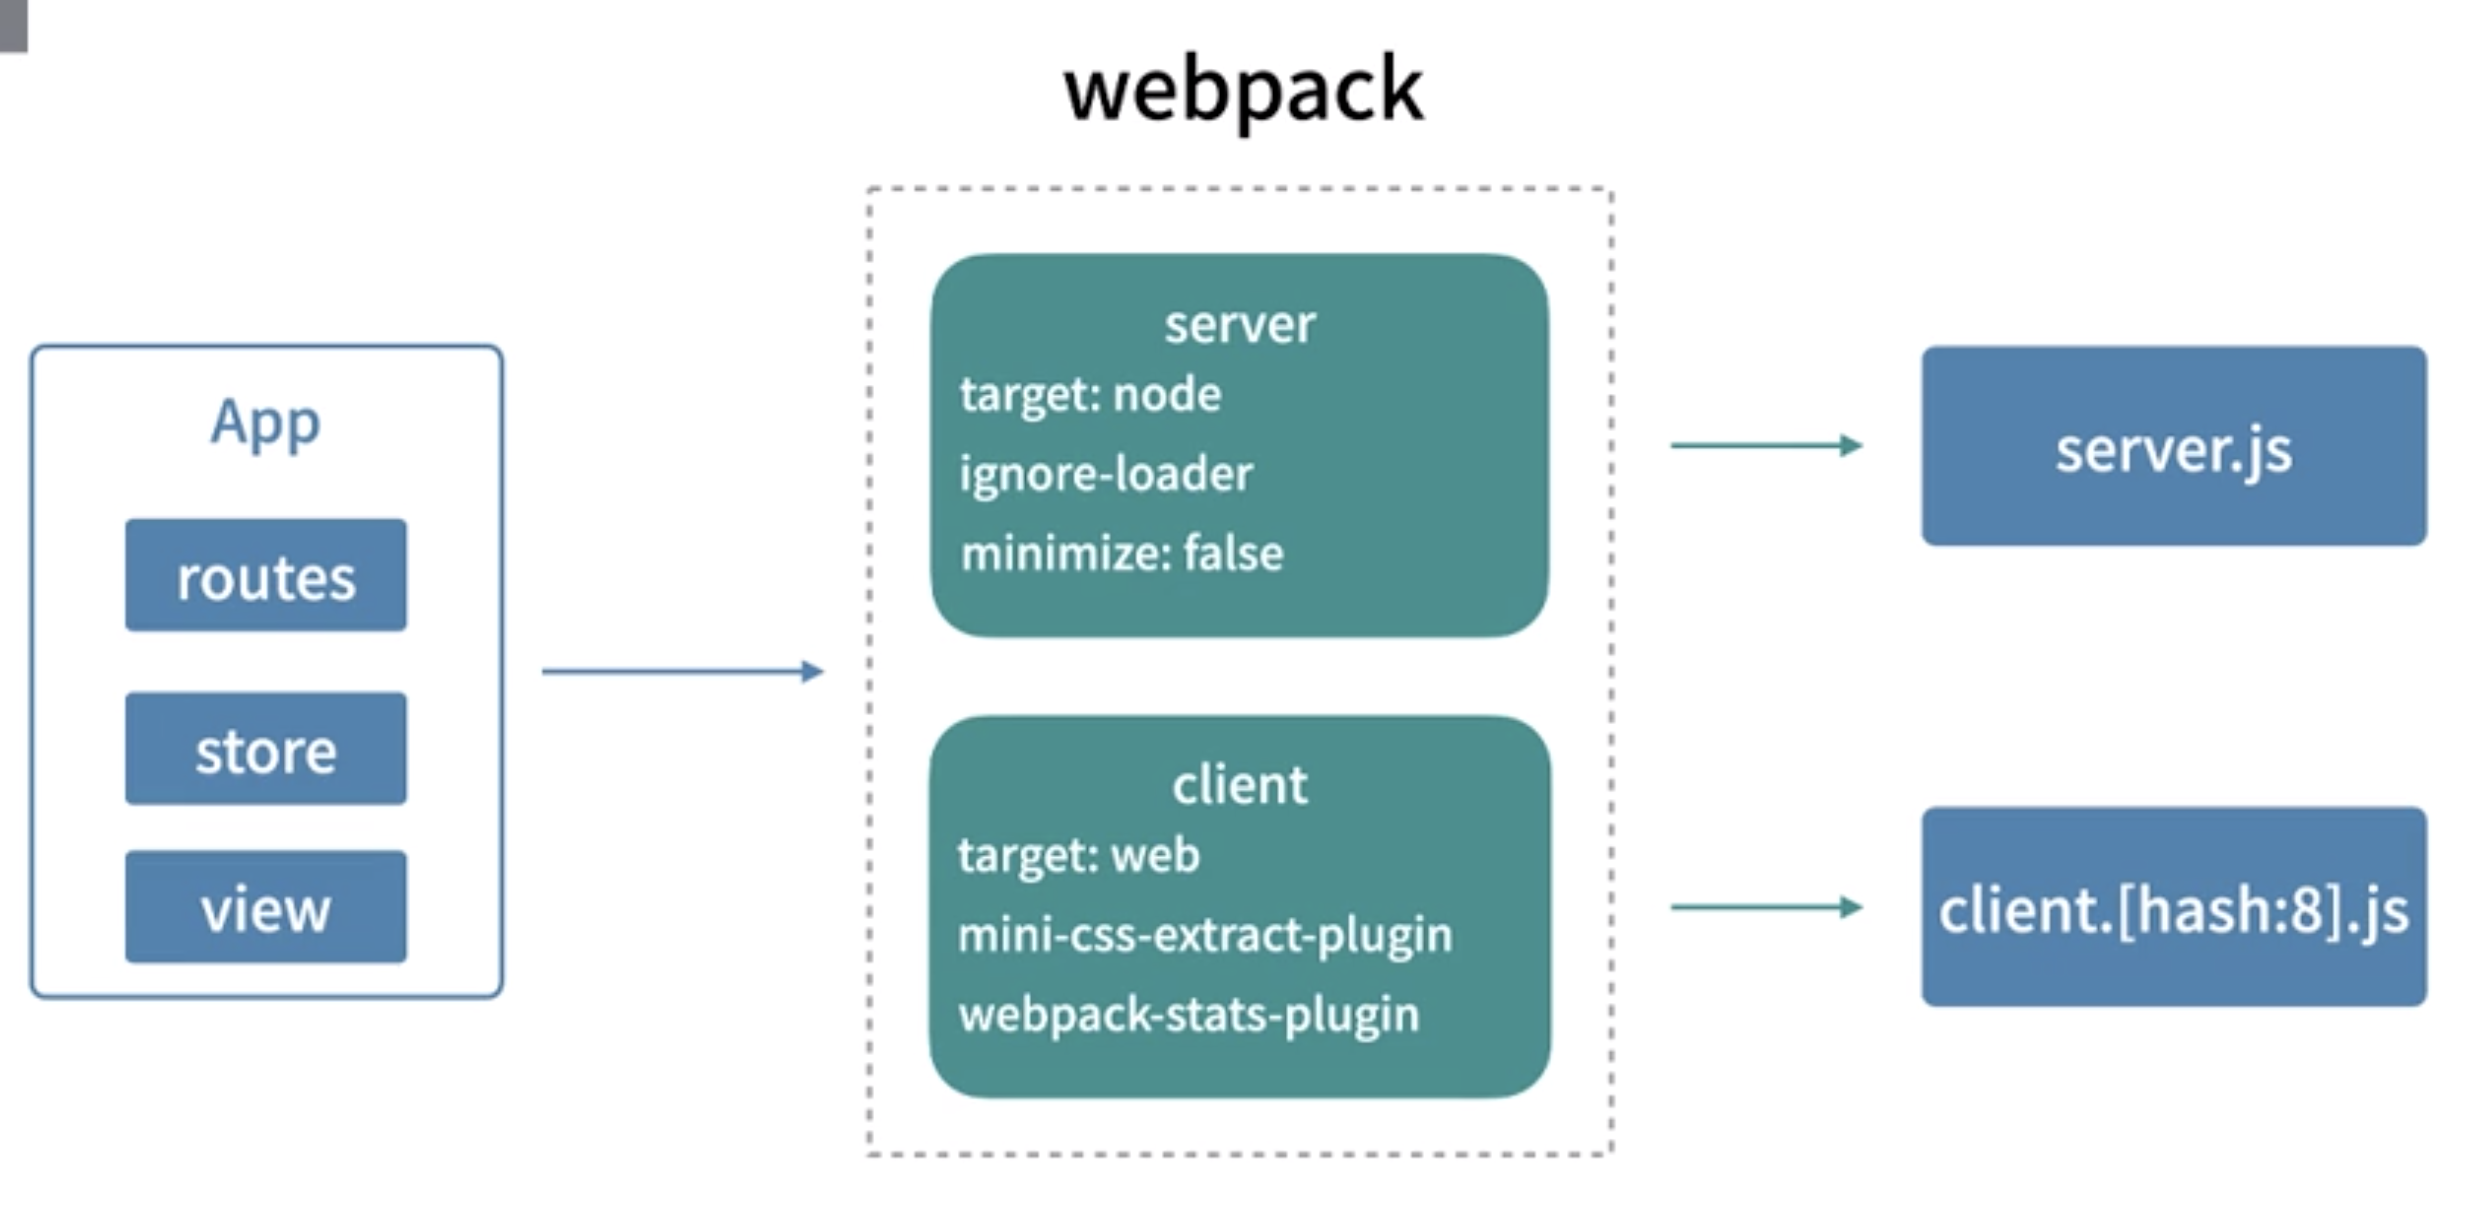 webpack
App
routes
store
view
server
target: node
ignore-loader
minimize: false
client
target: web
mini-css-extract-plugin
webpack-stats-plugin
server.js
client.[hash:8].js